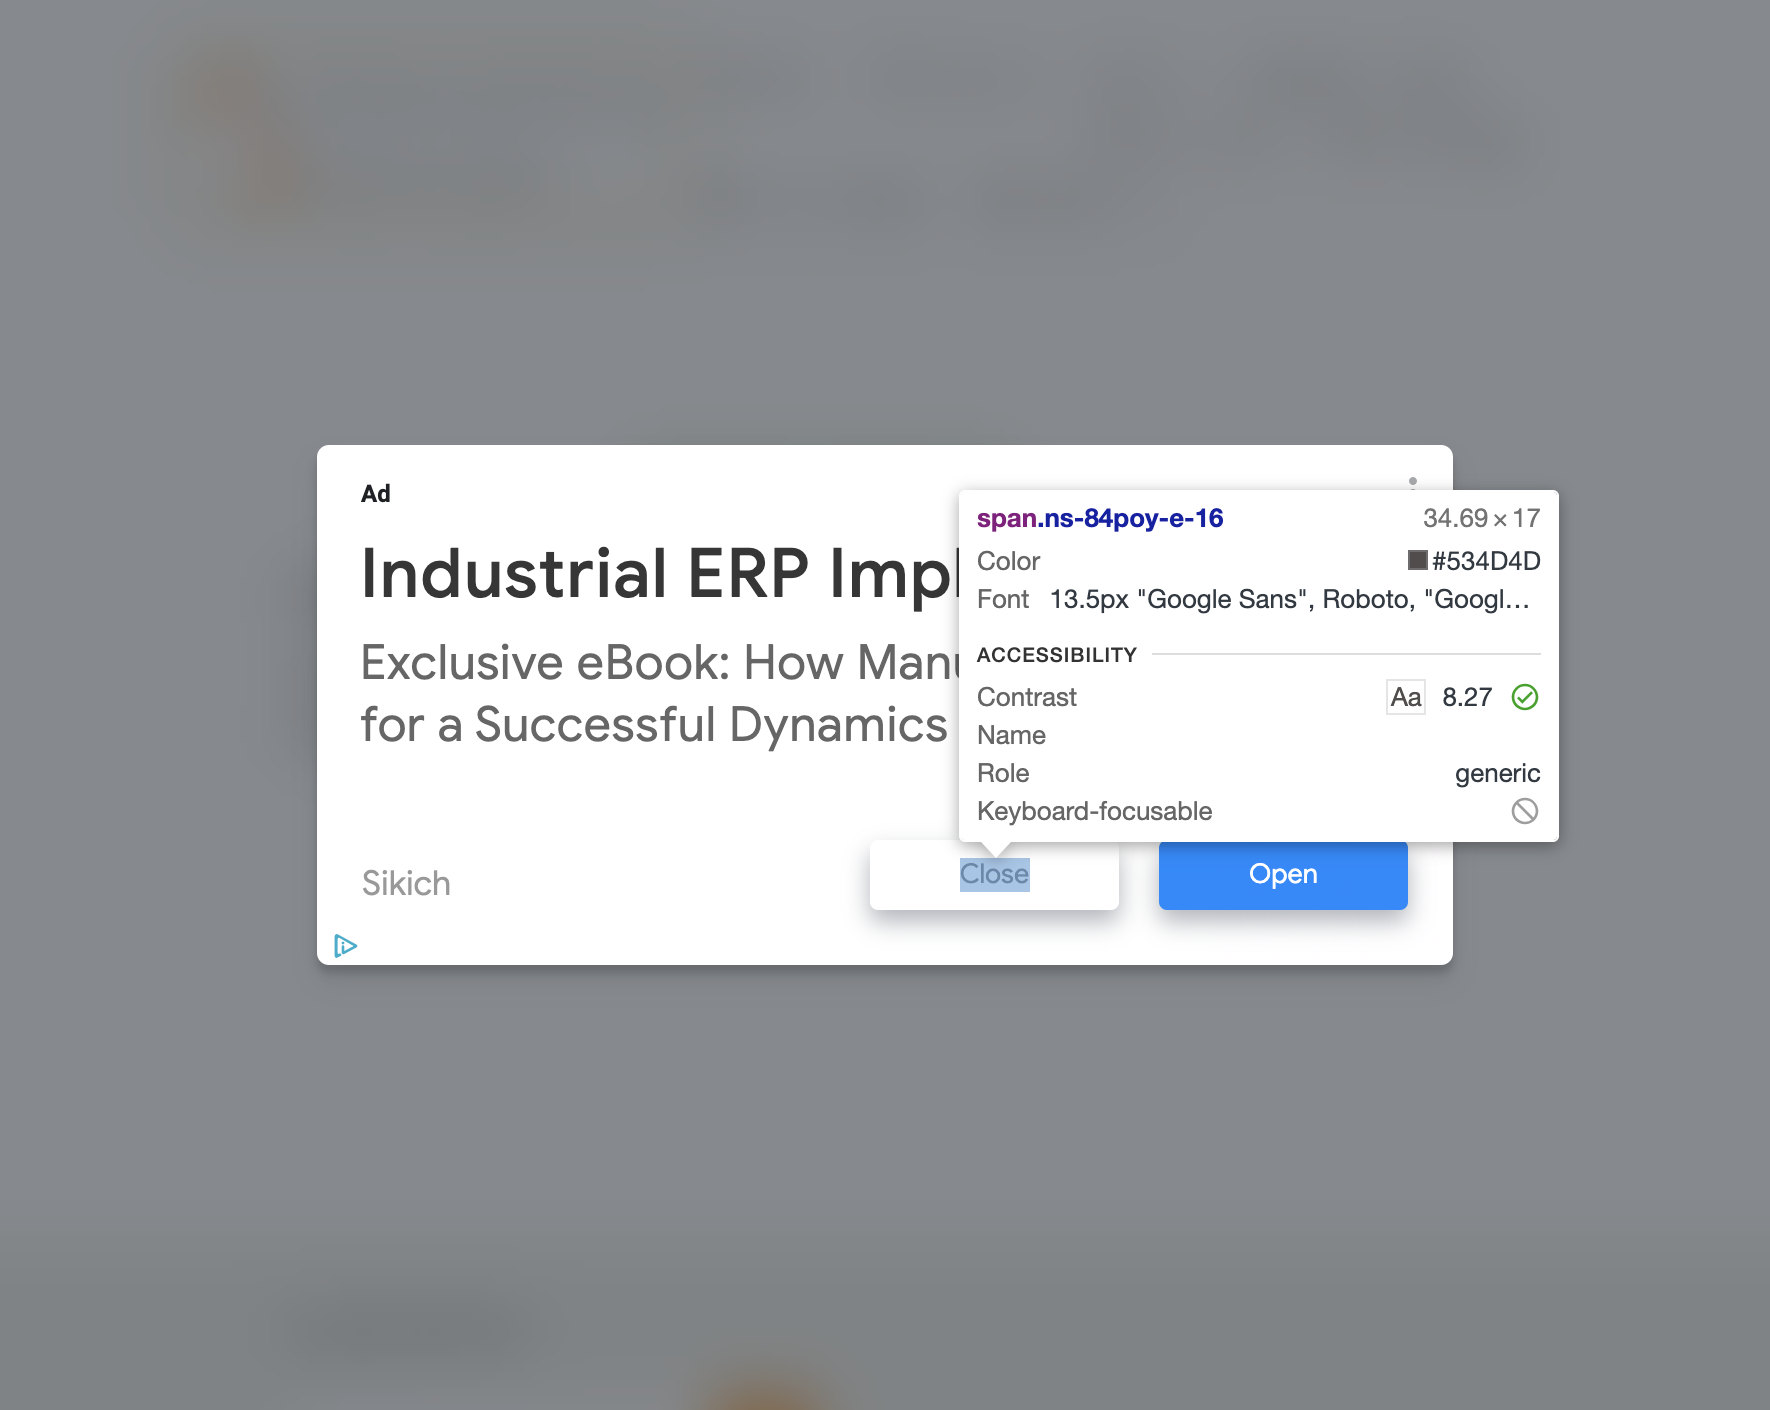 Ad
Industrial ERP Impl
Exclusive eBook: How Manu
for a Successful Dynamics
span.ns-84poy-e-16 34.69 × 17
Color #534D4D
Font 13.5px "Google Sans", Roboto, "Googl…
ACCESSIBILITY
Contrast Aa 8.27
Name
Role generic
Keyboard-focusable
Sikich
Close
Open